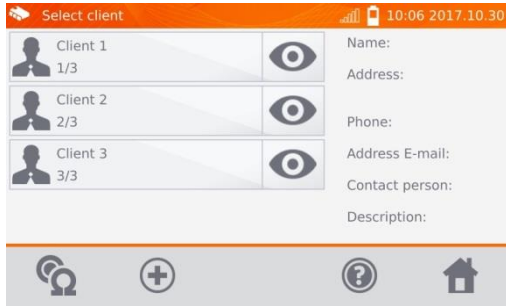 Select client
10:06 2017.10.30
Client 1
1/3
Client 2
2/3
Client 3
3/3
Name:
Address:
Phone:
Address E-mail:
Contact person:
Description: